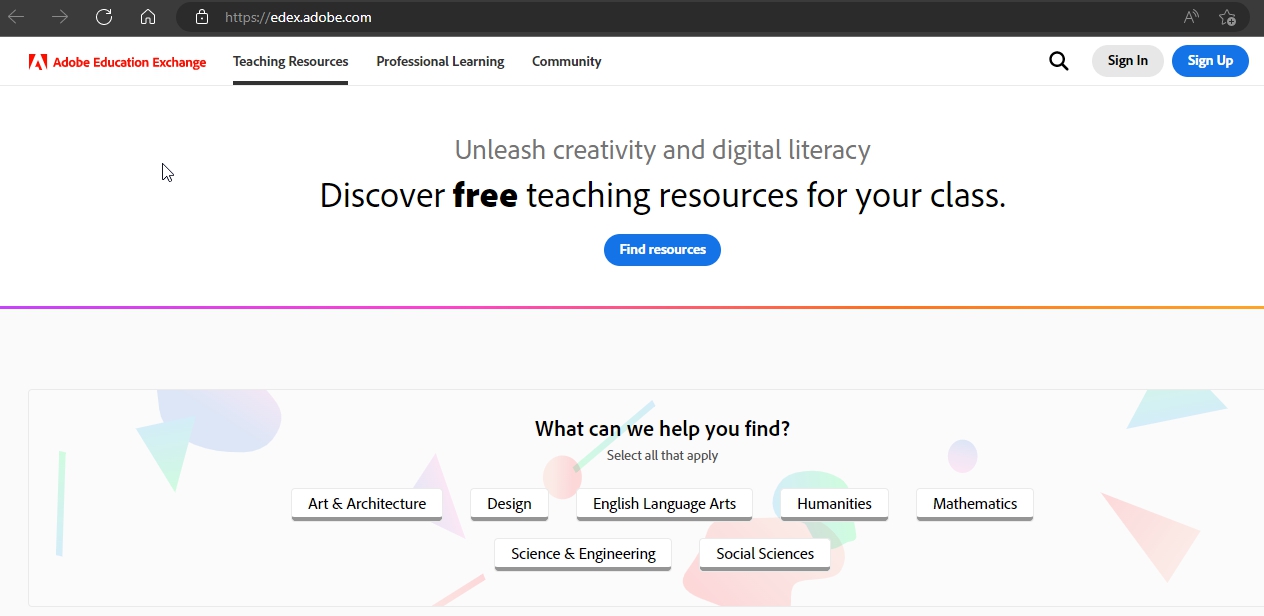 https://edex.adobe.com
Adobe Education Exchange Teaching Resources Professional Learning Community Sign In Sign Up
Unleash creativity and digital literacy
Discover free teaching resources for your class.
Find resources
What can we help you find?
Select all that apply
Art & Architecture Design English Language Arts Humanities Mathematics
Science & Engineering Social Sciences